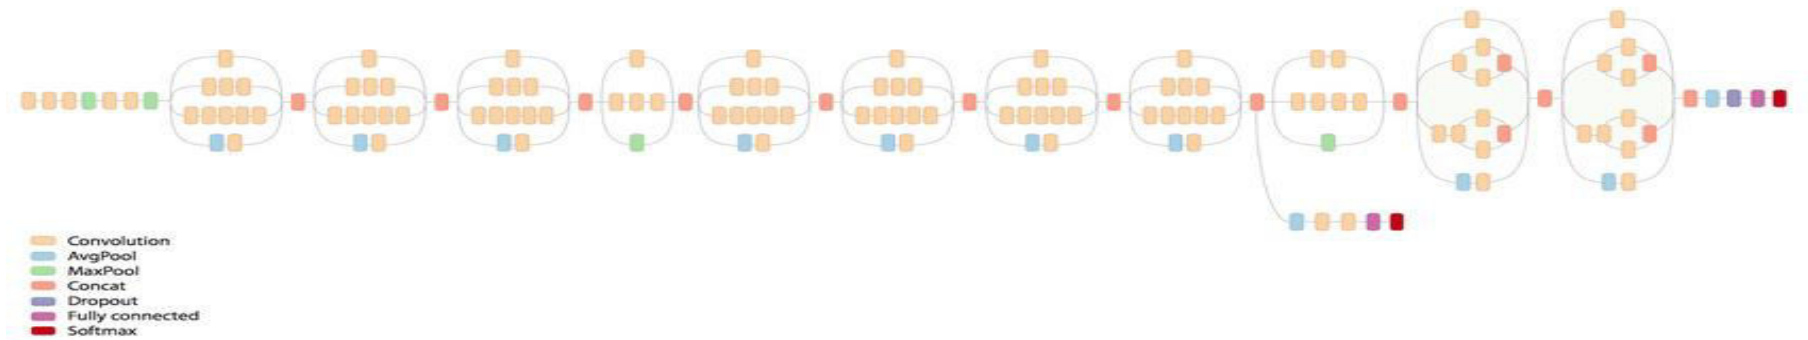 Convolution
AvgPool
MaxPool
Concat
Dropout
Fully connected
Softmax